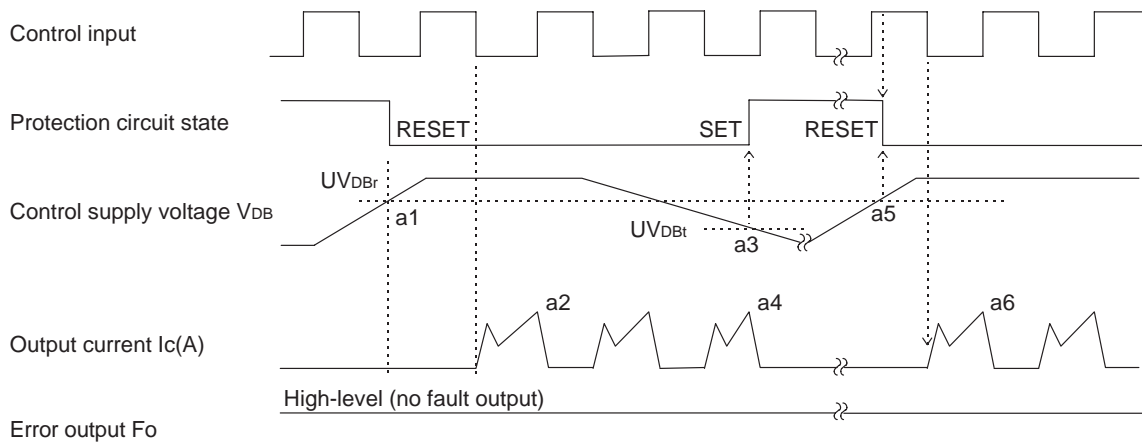 Control input
Protection circuit state
RESET
SET
RESET
UVDBr
Control supply voltage VDB
a1
UVDBt
a3
a5
a2
a4
a6
Output current Ic(A)
High-level (no fault output)
Error output Fo